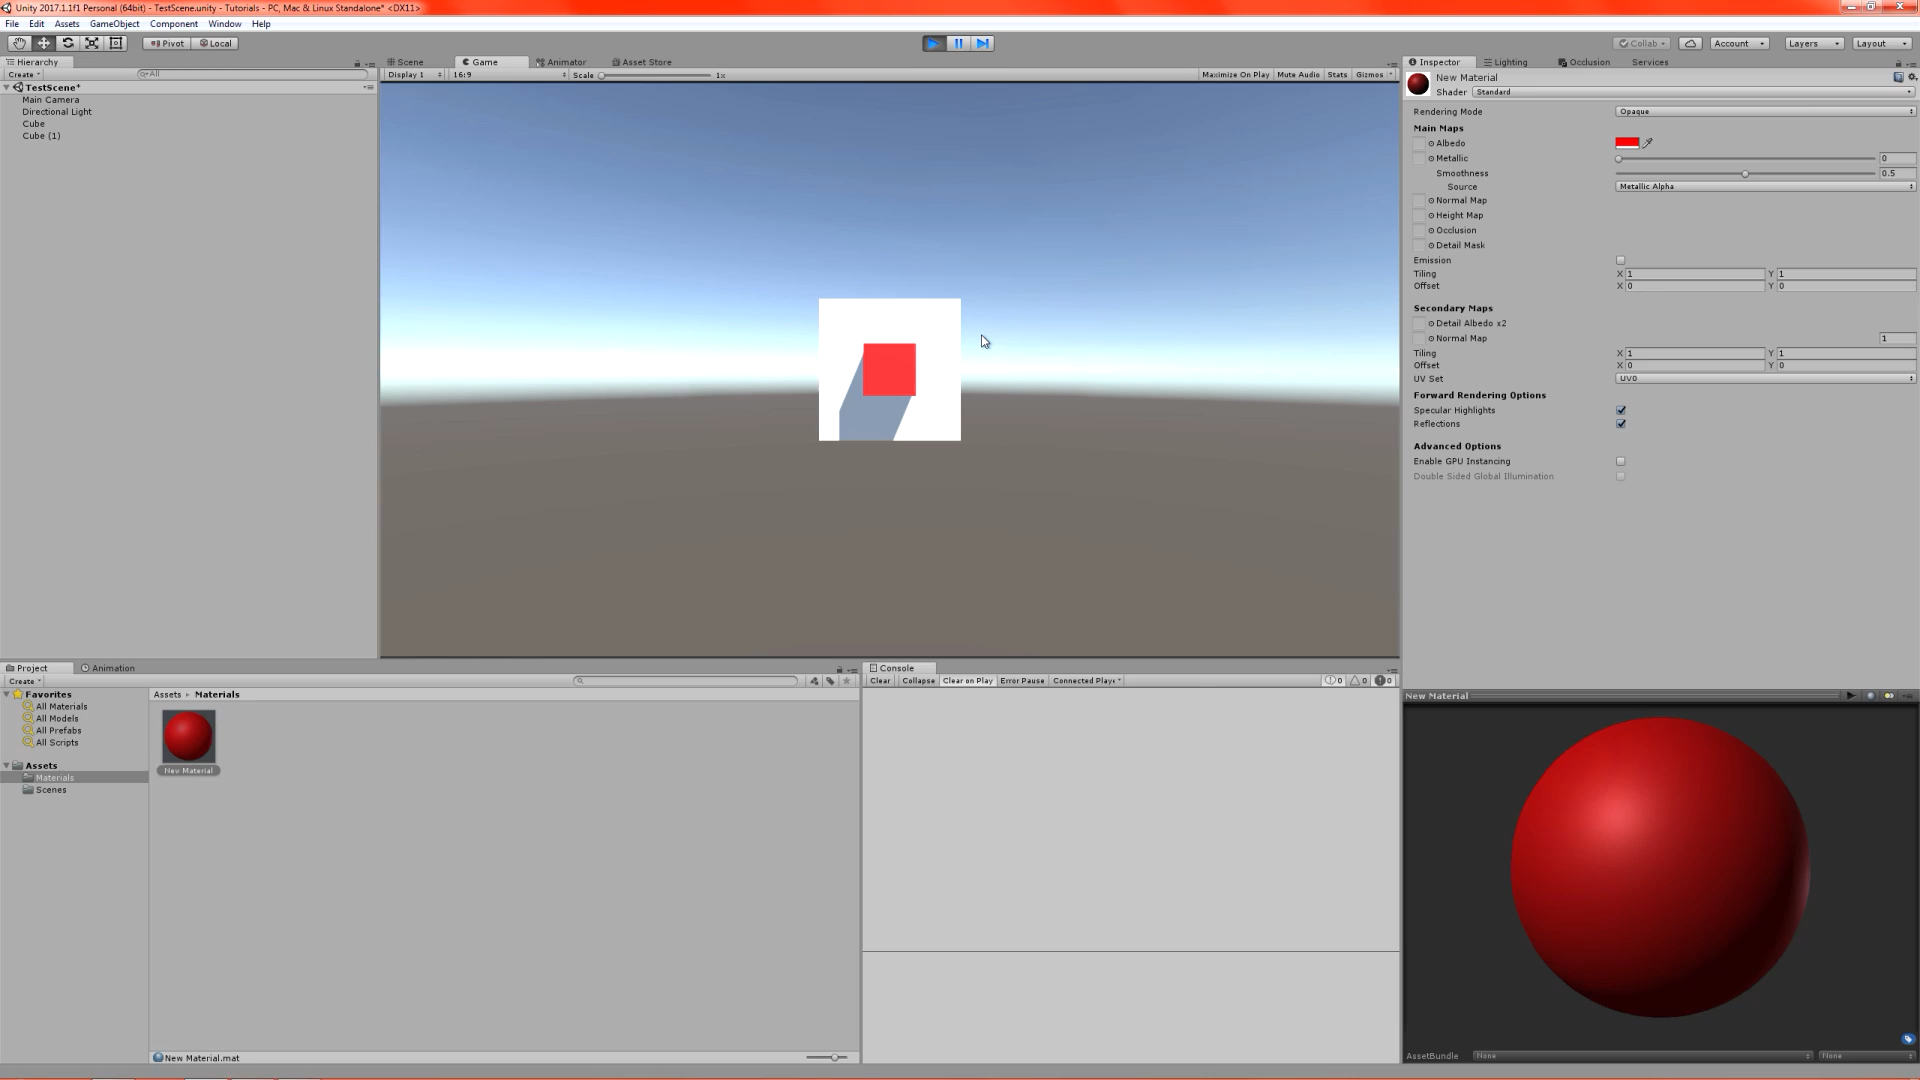 Unity 2017.1.1f1 Personal (64bit) - TestScene.unity - Tutorials - PC, Mac & Linux Standalone* <DX11>
File Edit Assets GameObject Component Window Help
Pivot Local Collab Account Layers Layout
Hierarchy
Create All
TestScene*
Main Camera
Directional Light
Cube
Cube (1)
Scene Game Animator Asset Store
Display 1 16:9 Scale 1x Maximize On Play Mute Audio Stats Gizmos
Inspector Lighting Occlusion Services
New Material
Shader Standard
Rendering Mode Opaque
Main Maps
Albedo
Metallic 0
Smoothness 0.5
Source Metallic Alpha
Normal Map
Height Map
Occlusion
Detail Mask
Emission
Tiling X 1 Y 1
Offset X 0 Y 0
Secondary Maps
Detail Albedo x2
Normal Map 1
Tiling X 1 Y 1
Offset X 0 Y 0
UV Set UV0
Forward Rendering Options
Specular Highlights
Reflections
Advanced Options
Enable GPU Instancing
Double Sided Global Illumination
Project Animation
Create
Favorites
All Materials
All Models
All Prefabs
All Scripts
Assets
Materials
Scenes
Assets Materials
New Material
New Material.mat
Console
Clear Collapse Clear on Play Error Pause Connected Play 0 0 0
New Material
AssetBundle None None